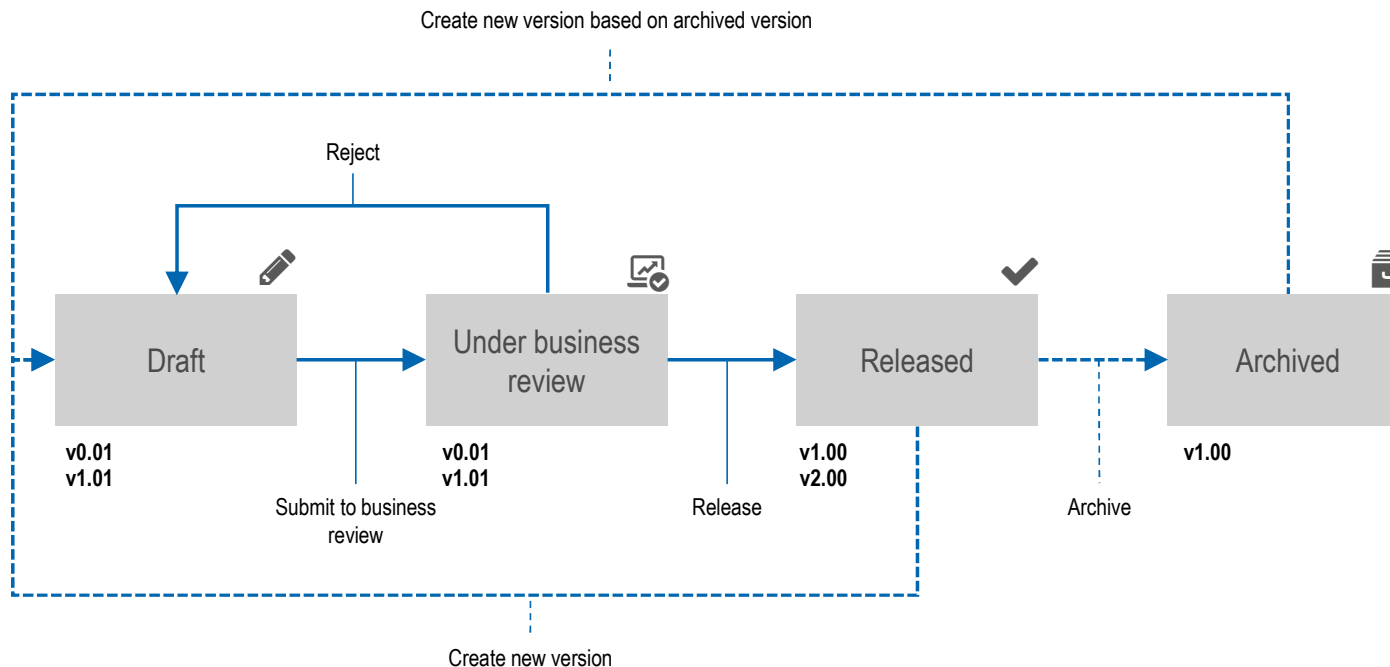 Create new version based on archived version
Reject
Draft
Under business
review
Released
Archived
v0.01
v1.01
v0.01
v1.01
v1.00
v2.00
v1.00
Submit to business
review
Release
Archive
Create new version